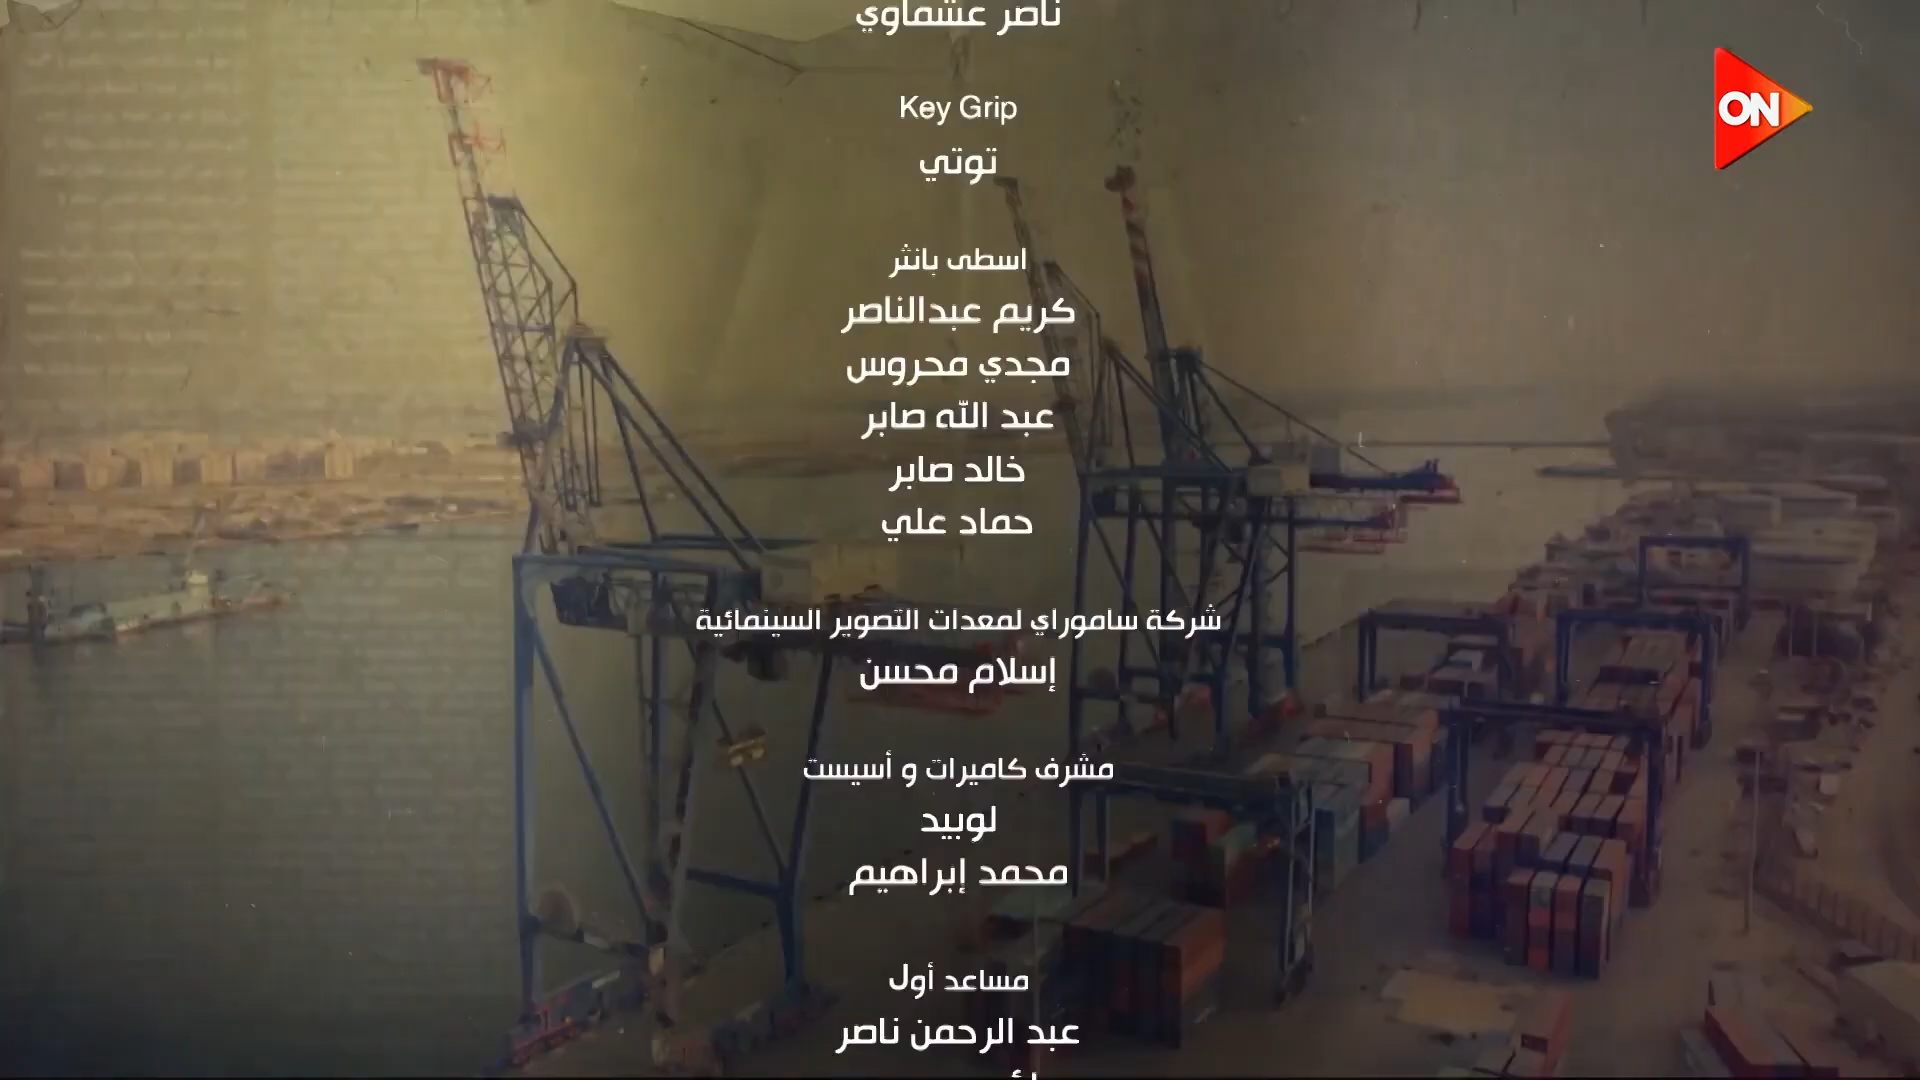 ناصر عشماوي
Key Grip
توتي
اسطى بانثر
كريم عبدالناصر
مجدي محروس
عبد الله صابر
خالد صابر
حماد علي
شركة ساموراي لمعدات التصوير السينمائية
إسلام محسن
مشرف كاميرات و أسيست
لوبيد
محمد إبراهيم
مساعد أول
عبد الرحمن ناصر
ON